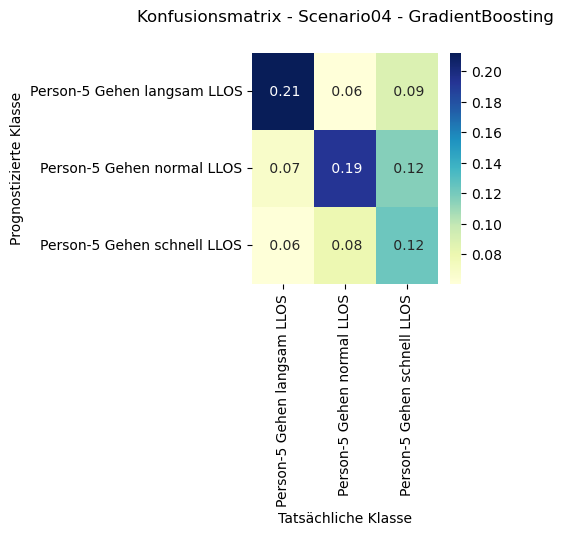 Konfusionsmatrix - Scenario04 - GradientBoosting
Prognostizierte Klasse
Person-5 Gehen langsam LLOS
Person-5 Gehen normal LLOS
Person-5 Gehen schnell LLOS
0.21 0.06 0.09
0.07 0.19 0.12
0.06 0.08 0.12
0.20
0.18
0.16
0.14
0.12
0.10
0.08
Person-5 Gehen langsam LLOS
Person-5 Gehen normal LLOS
Person-5 Gehen schnell LLOS
Tatsächliche Klasse